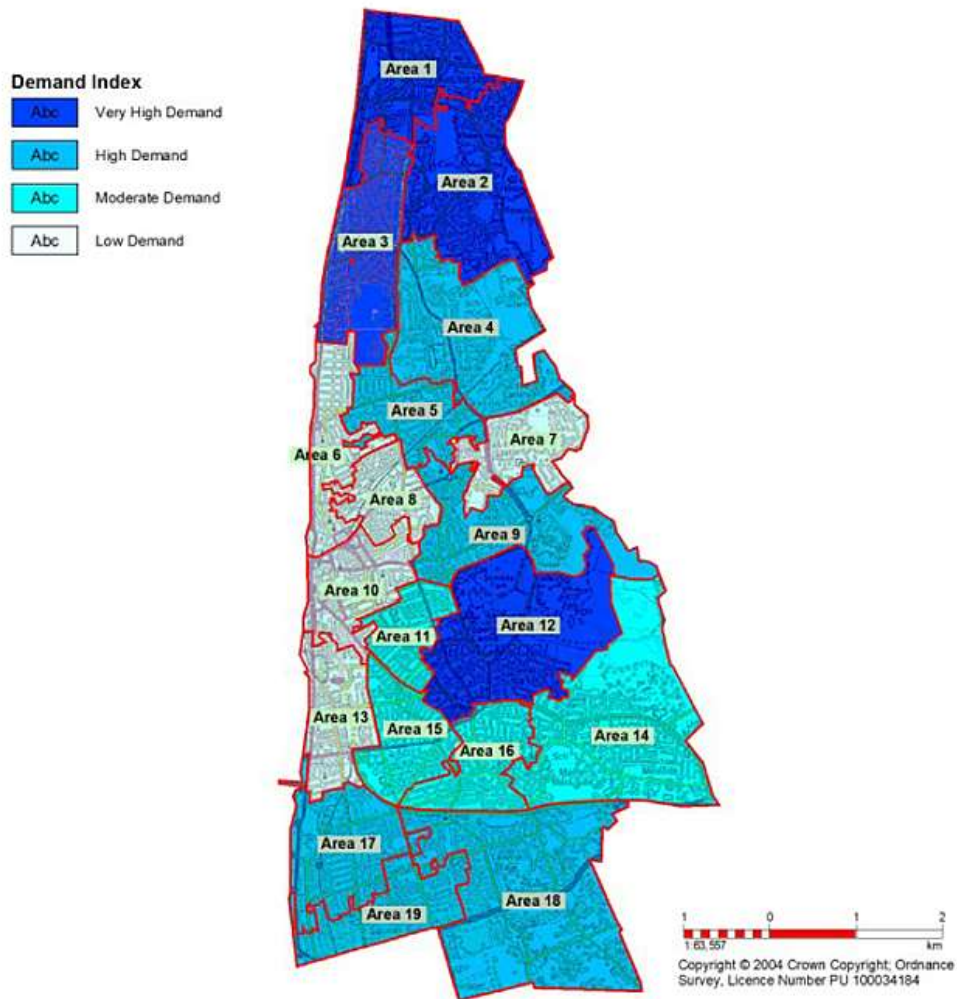 Demand Index
Abc Very High Demand
Abc High Demand
Abc Moderate Demand
Abc Low Demand
Area 1
Area 2
Area 3
Area 4
Area 5
Area 6
Area 7
Area 8
Area 9
Area 10
Area 11
Area 12
Area 13
Area 14
Area 15
Area 16
Area 17
Area 18
Area 19
1 0 1 2
1:63,557 km
Copyright © 2004 Crown Copyright; Ordnance
Survey, Licence Number PU 100034184